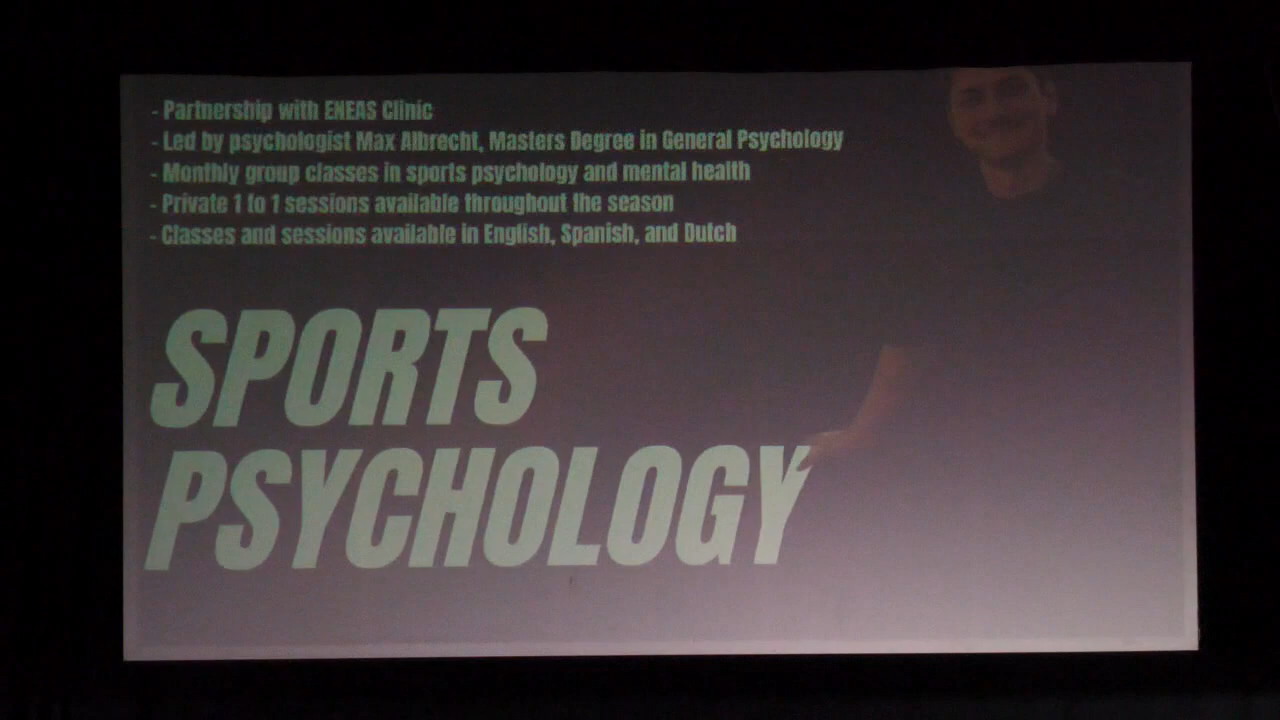 - Partnership with ENEAS Clinic
- Led by psychologist Max Albrecht, Masters Degree in General Psychology
- Monthly group classes in sports psychology and mental health
- Private 1 to 1 sessions available throughout the season
- Classes and sessions available in English, Spanish, and Dutch
SPORTS
PSYCHOLOGY